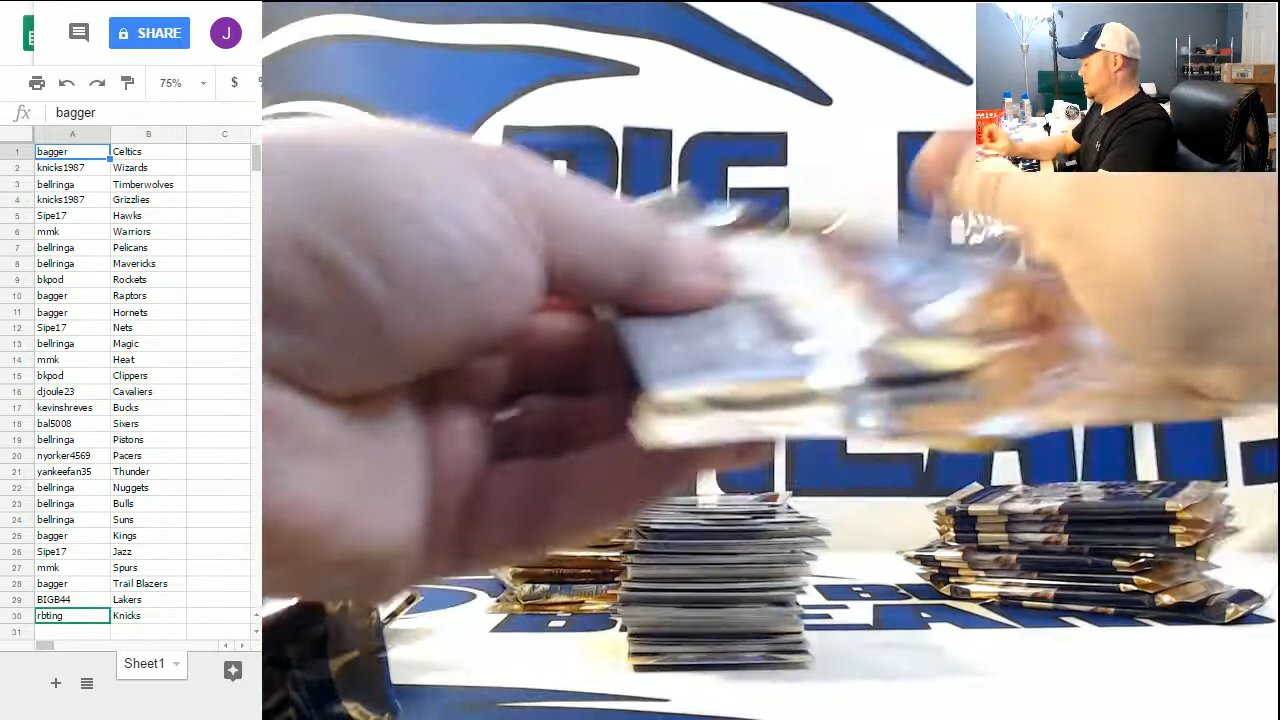 SHARE
J
75%
$
fx bagger
A B C
1 bagger Celtics
2 knicks1987 Wizards
3 bellringa Timberwolves
4 knicks1987 Grizzlies
5 Sipe17 Hawks
6 mmk Warriors
7 bellringa Pelicans
8 bellringa Mavericks
9 bkpod Rockets
10 bagger Raptors
11 bagger Hornets
12 Sipe17 Nets
13 bellringa Magic
14 mmk Heat
15 bkpod Clippers
16 djoule23 Cavaliers
17 kevinshreves Bucks
18 bal5008 Sixers
19 bellringa Pistons
20 nyorker4569 Pacers
21 yankeefan35 Thunder
22 bellringa Nuggets
23 bellringa Bulls
24 bellringa Suns
25 bagger Kings
26 Sipe17 Jazz
27 mmk Spurs
28 bagger Trail Blazers
29 BIGB44 Lakers
30 rbting Knicks
31
Sheet1
BIG